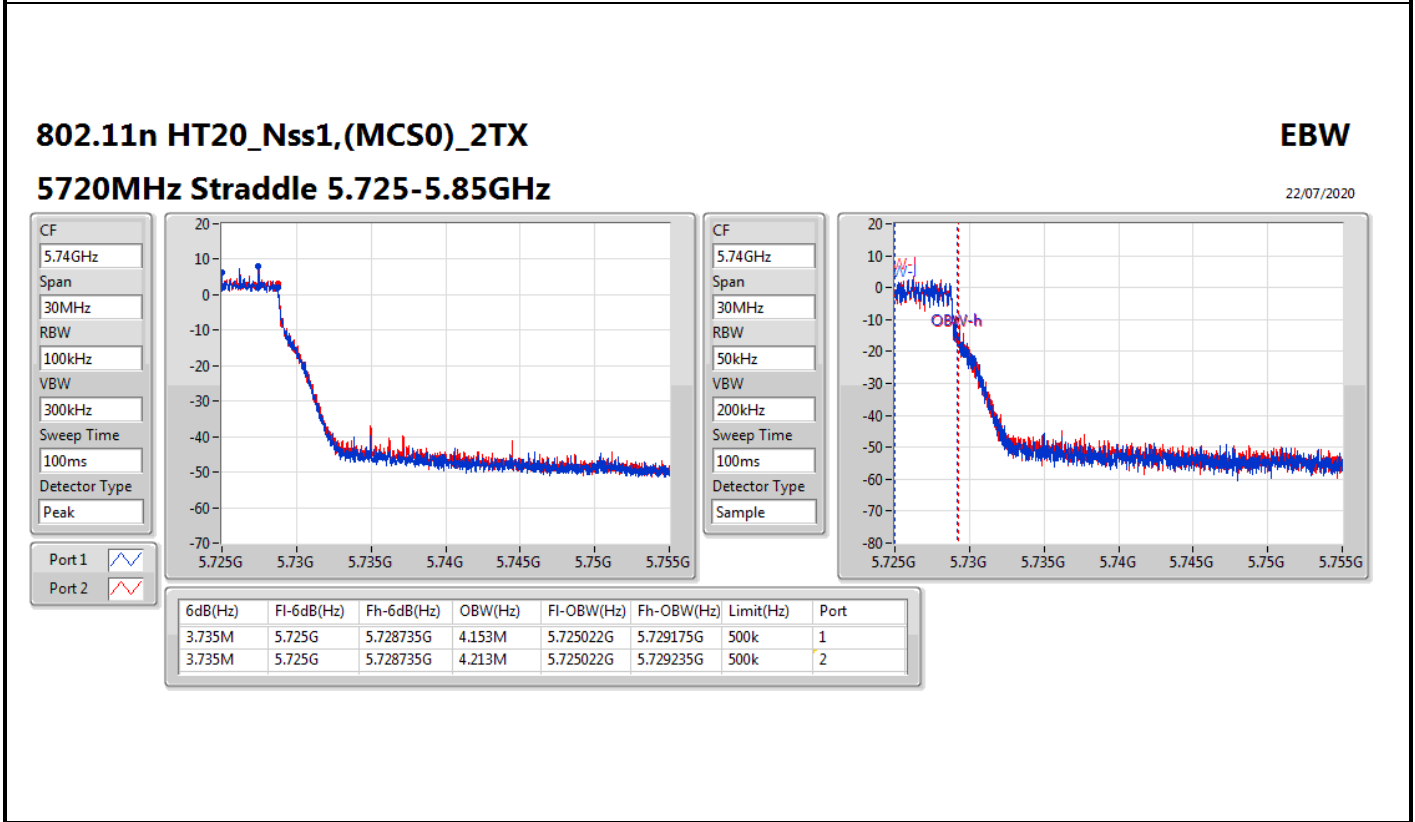 802.11n HT20_Nss1,(MCS0)_2TX
EBW
5720MHz Straddle 5.725-5.85GHz
22/07/2020
CF
5.74GHz
Span
30MHz
RBW
100kHz
VBW
300kHz
Sweep Time
100ms
Detector Type
Peak
Port 1
Port 2
20
10
0
-10
-20
-30
-40
-50
-60
-70
5.725G 5.73G 5.735G 5.74G 5.745G 5.75G 5.755G
CF
5.74GHz
Span
30MHz
RBW
50kHz
VBW
200kHz
Sweep Time
100ms
Detector Type
Sample
20
10
0
-10
-20
-30
-40
-50
-60
-70
-80
OBW-h
5.725G 5.73G 5.735G 5.74G 5.745G 5.75G 5.755G
6dB(Hz) Fl-6dB(Hz) Fh-6dB(Hz) OBW(Hz) Fl-OBW(Hz) Fh-OBW(Hz) Limit(Hz) Port
3.735M 5.725G 5.728735G 4.153M 5.725022G 5.729175G 500k 1
3.735M 5.725G 5.728735G 4.213M 5.725022G 5.729235G 500k 2